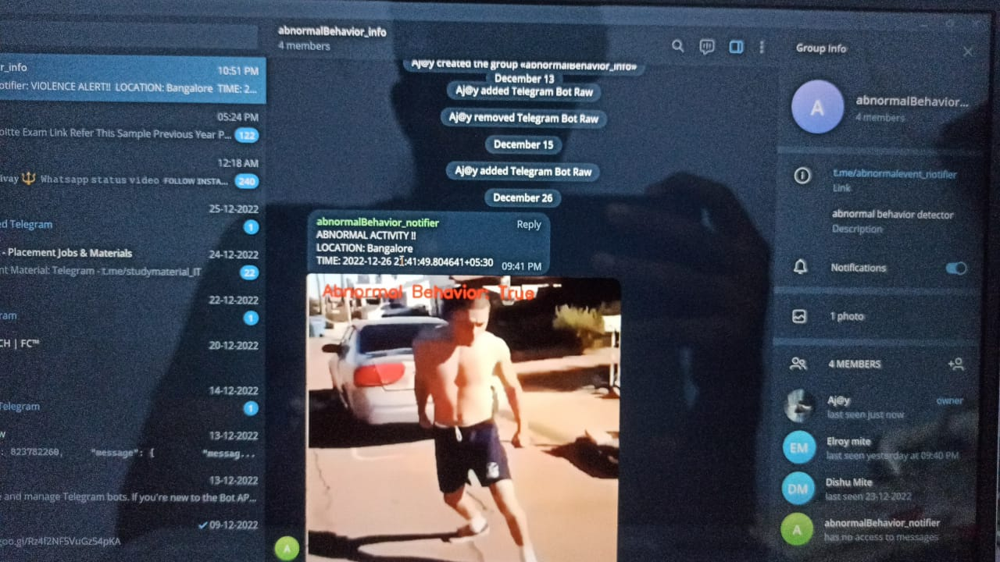 r_info
10:51 PM
otifier: VIOLENCE ALERT!! LOCATION: Bangalore TIME: 2...
05:24 PM
oitte Exam Link Refer This Sample Previous Year P...
122
12:18 AM
ivay 🔱 Whatsapp status video FOLLOW INSTA...
240
25-12-2022
ed Telegram
1
- Placement Jobs & Materials
24-12-2022
nt Material: Telegram - t.me/studymaterial_IT
22
22-12-2022
ram
1
CH | FC™
20-12-2022
14-12-2022
Telegram
1
w
13-12-2022
: 823782260, "message": { "messag...
13-12-2022
e and manage Telegram bots. If you're new to the Bot AP...
09-12-2022
goo.gl/Rz4f2NF5VuGz54pKA
abnormalBehavior_info
4 members
Aj@y created the group «abnormalBehavior_info»
December 13
Aj@y added Telegram Bot Raw
Aj@y removed Telegram Bot Raw
December 15
Aj@y added Telegram Bot Raw
December 26
abnormalBehavior_notifier
Reply
ABNORMAL ACTIVITY !!
LOCATION: Bangalore
TIME: 2022-12-26 21:41:49.804641+05:30
09:41 PM
Abnormal Behavior: True
A
Group Info
A
abnormalBehavior...
4 members
t.me/abnormalevent_notifier
Link
abnormal behavior detector
Description
Notifications
1 photo
4 MEMBERS
Aj@y
owner
last seen just now
EM
Elroy mite
last seen yesterday at 09:40 PM
DM
Dishu Mite
last seen 23-12-2022
A
abnormalBehavior_notifier
has no access to messages